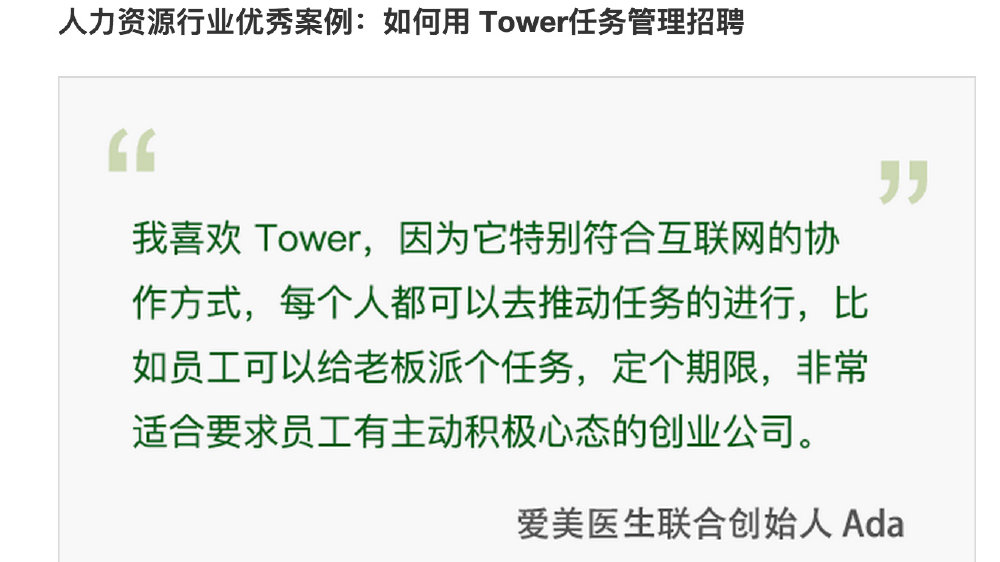 人力资源行业优秀案例：如何用 Tower任务管理招聘
“
”
我喜欢 Tower，因为它特别符合互联网的协
作方式，每个人都可以去推动任务的进行，比
如员工可以给老板派个任务，定个期限，非常
适合要求员工有主动积极心态的创业公司。
爱美医生联合创始人 Ada